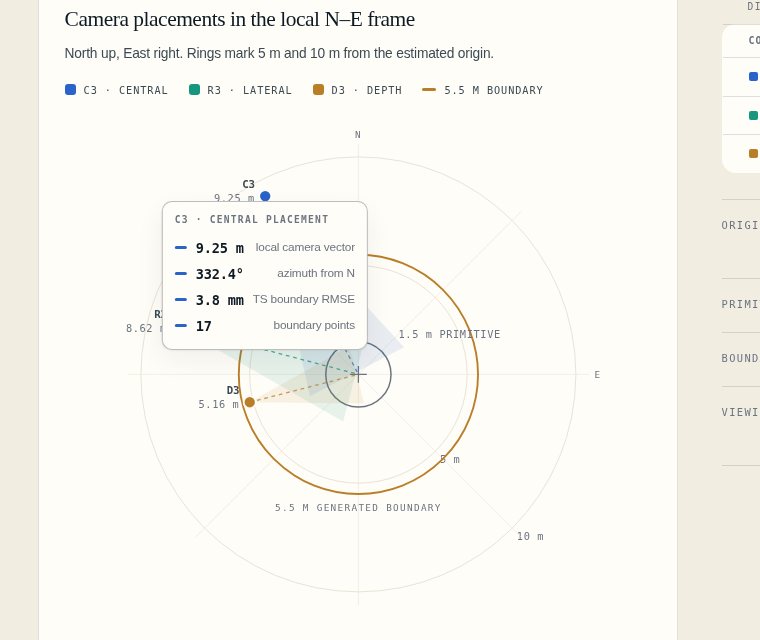 Camera placements in the local N–E frame
North up, East right. Rings mark 5 m and 10 m from the estimated origin.
C3 · CENTRAL
R3 · LATERAL
D3 · DEPTH
5.5 M BOUNDARY
N
C3
9.25 m
C3 · CENTRAL PLACEMENT
9.25 m local camera vector
332.4° azimuth from N
3.8 mm TS boundary RMSE
17 boundary points
8.62
1.5 m PRIMITIVE
E
D3
5.16 m
5 m
5.5 M GENERATED BOUNDARY
10 m
DI
CO
ORIGI
PRIMI
BOUND
VIEWI